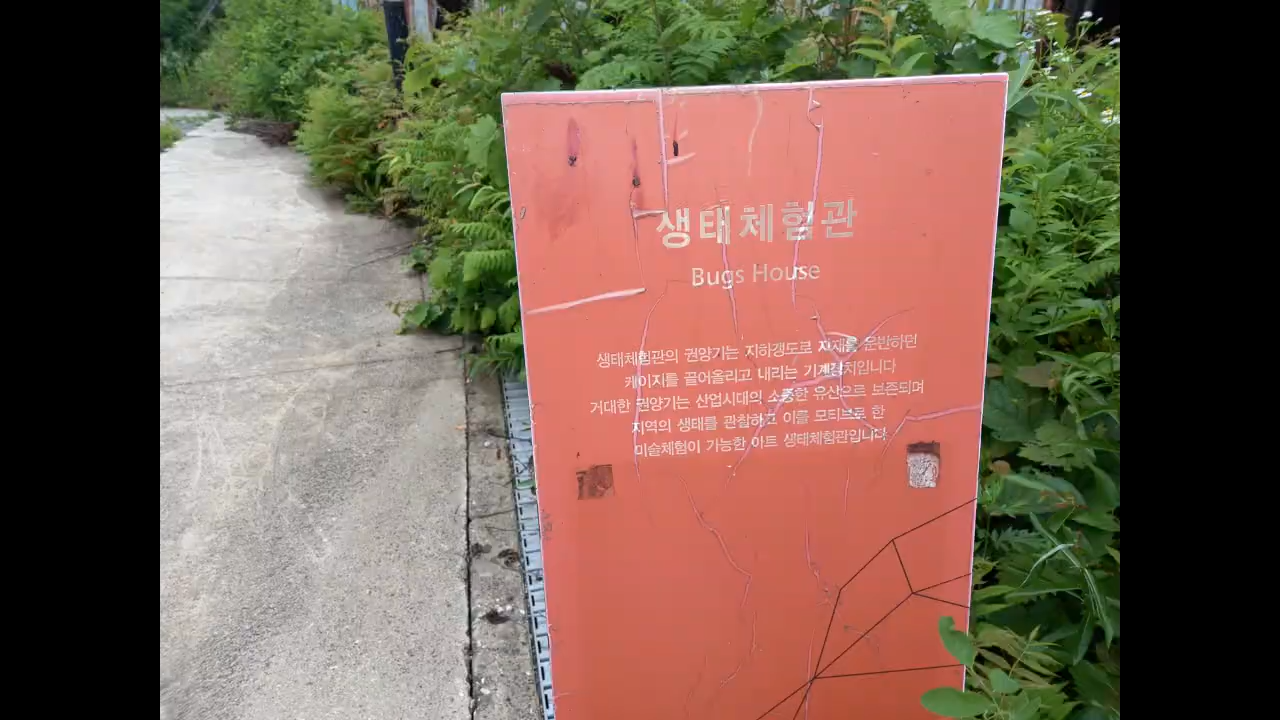 생태체험관
Bugs House
생태체험관의 권양기는 지하갱도로 자재를 운반하던
케이지를 끌어올리고 내리는 기계장치입니다
거대한 권양기는 산업시대의 소중한 유산으로 보존되며
지역의 생태를 관찰하고 이를 모티브로 한
미술체험이 가능한 아트 생태체험관입니다